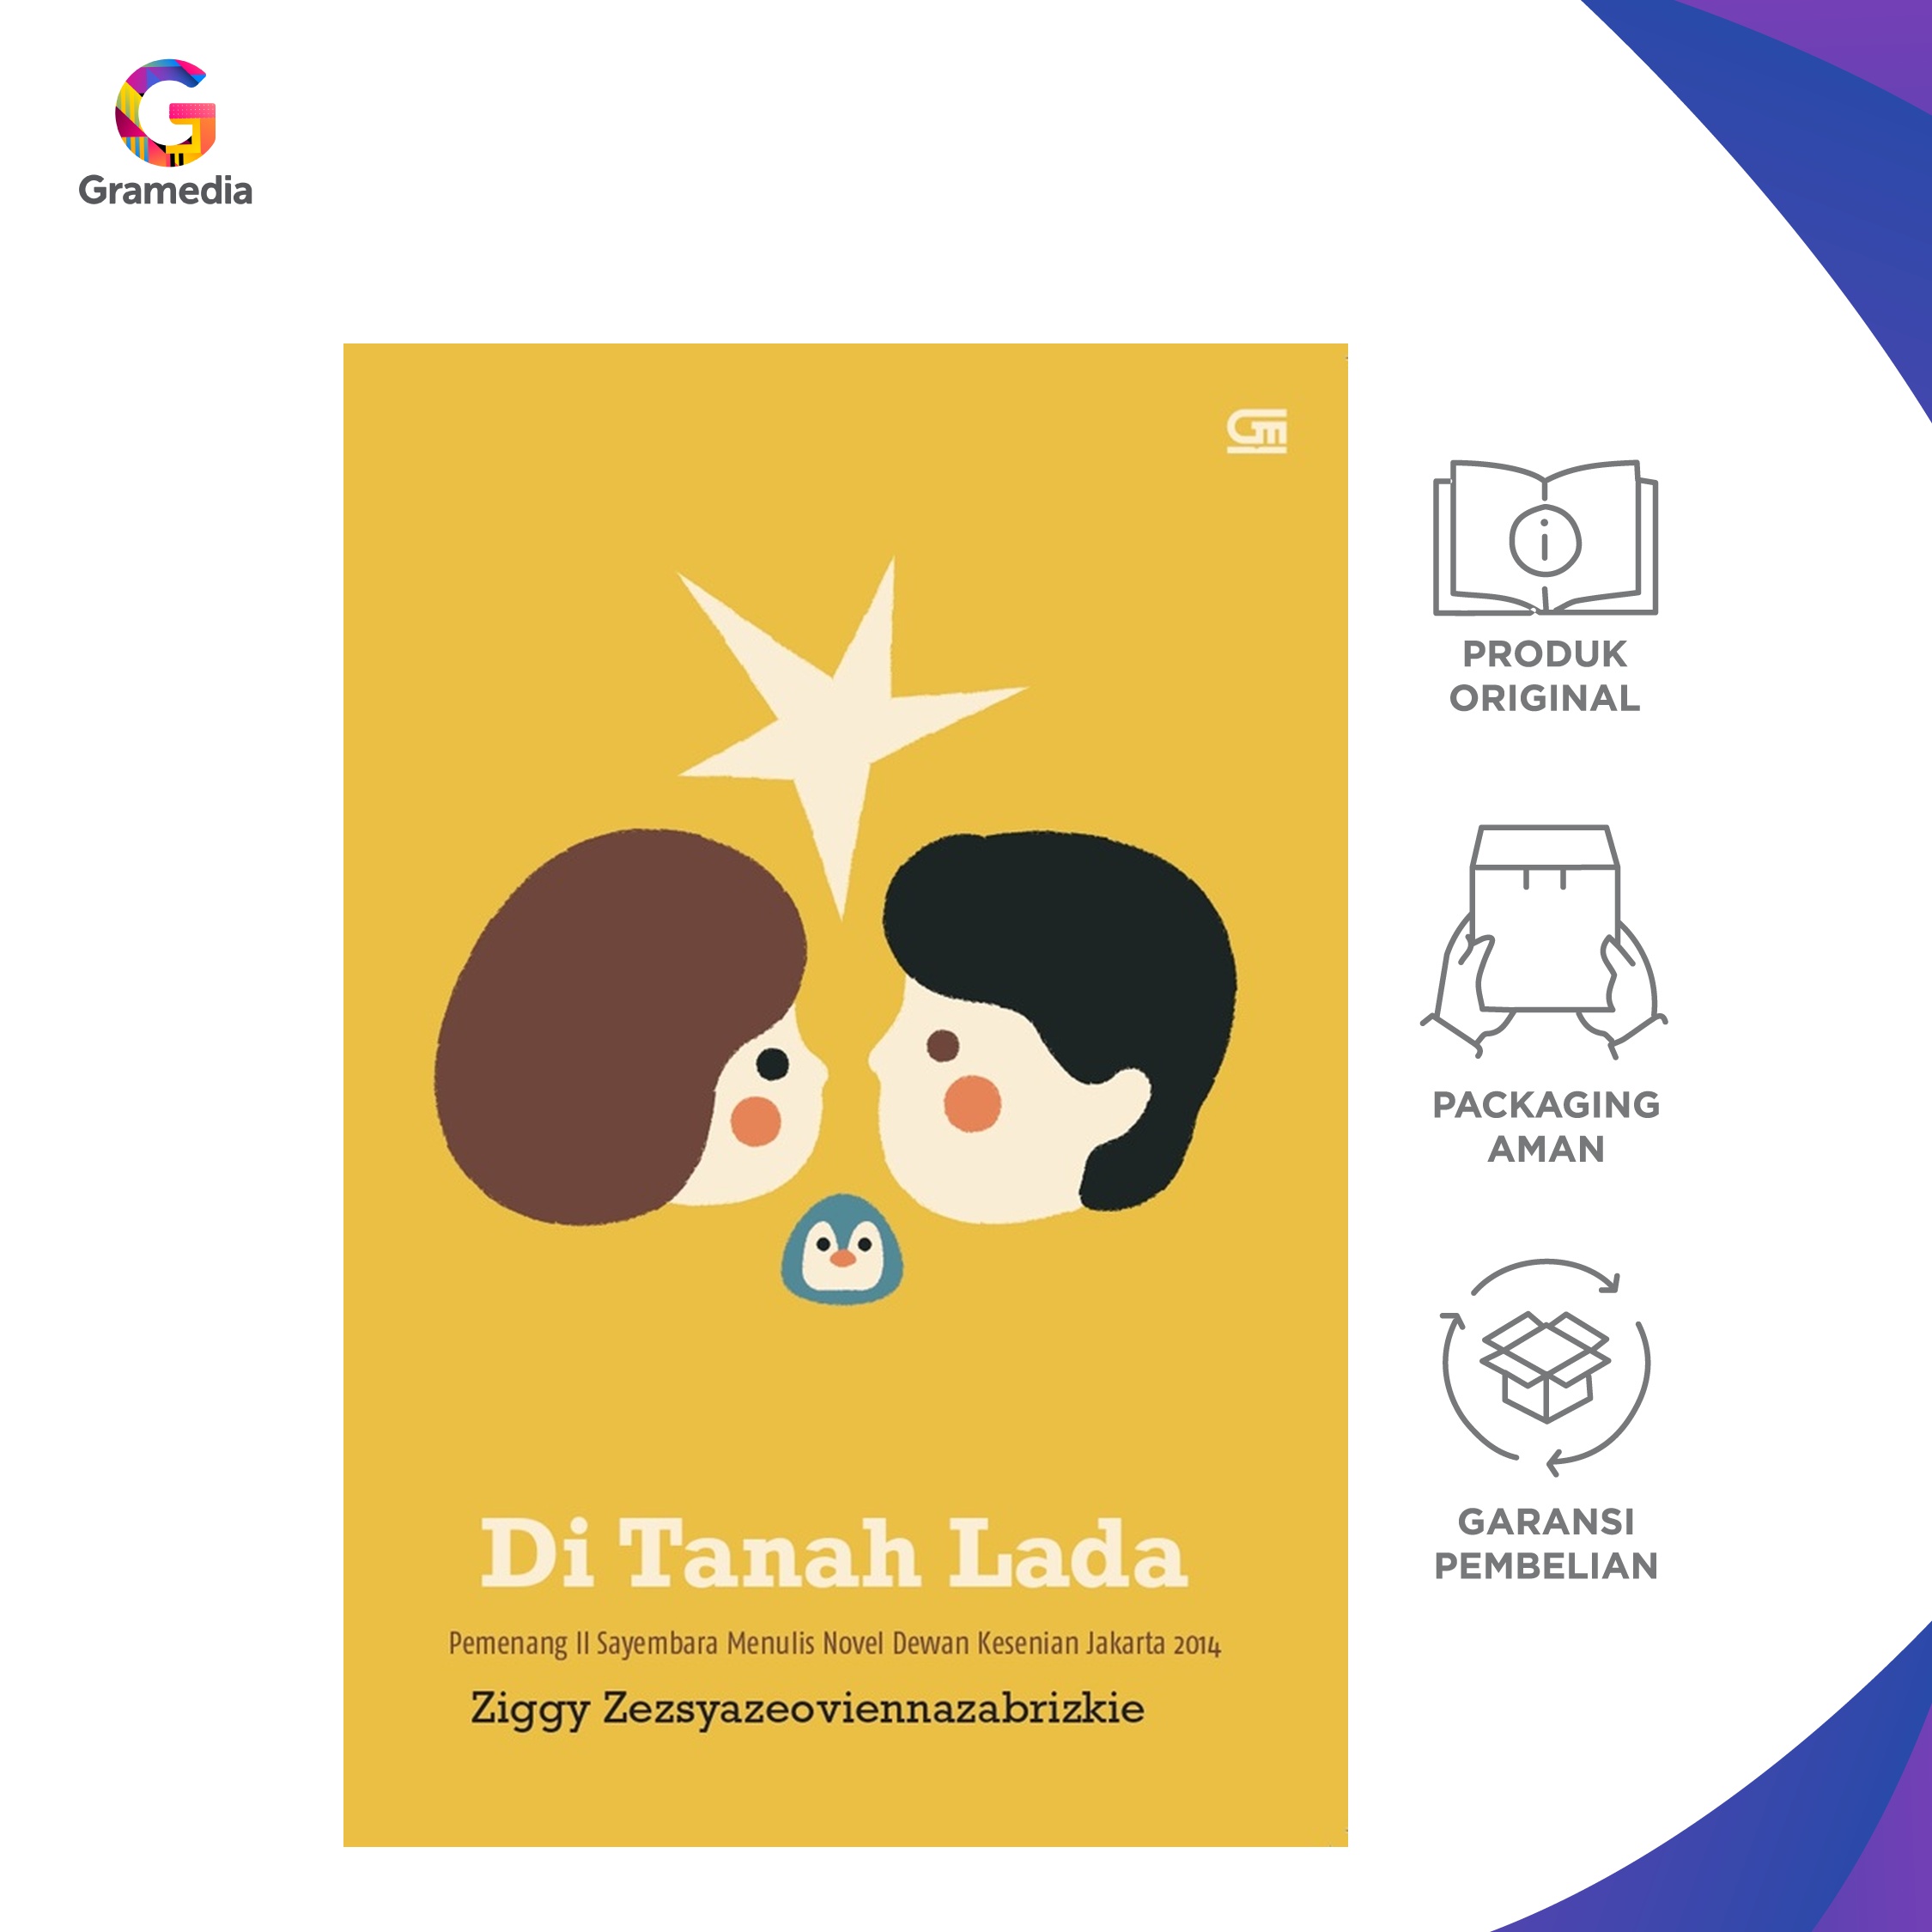 Gramedia
GM
Di Tanah Lada
Pemenang II Sayembara Menulis Novel Dewan Kesenian Jakarta 2014
Ziggy Zezsyazeoviennazabrizkie
PRODUK
ORIGINAL
PACKAGING
AMAN
GARANSI
PEMBELIAN